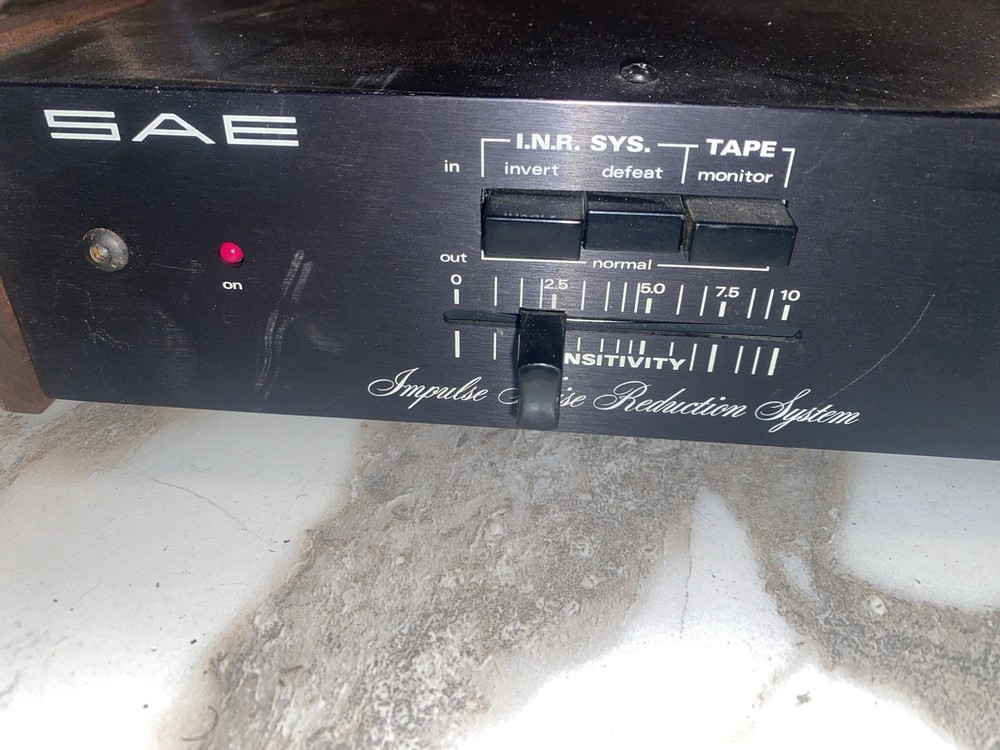 SAE
I.N.R. SYS. TAPE
in invert defeat monitor
out normal
0 2.5 5.0 7.5 10
NSITIVITY
Impulse Reduction System
on